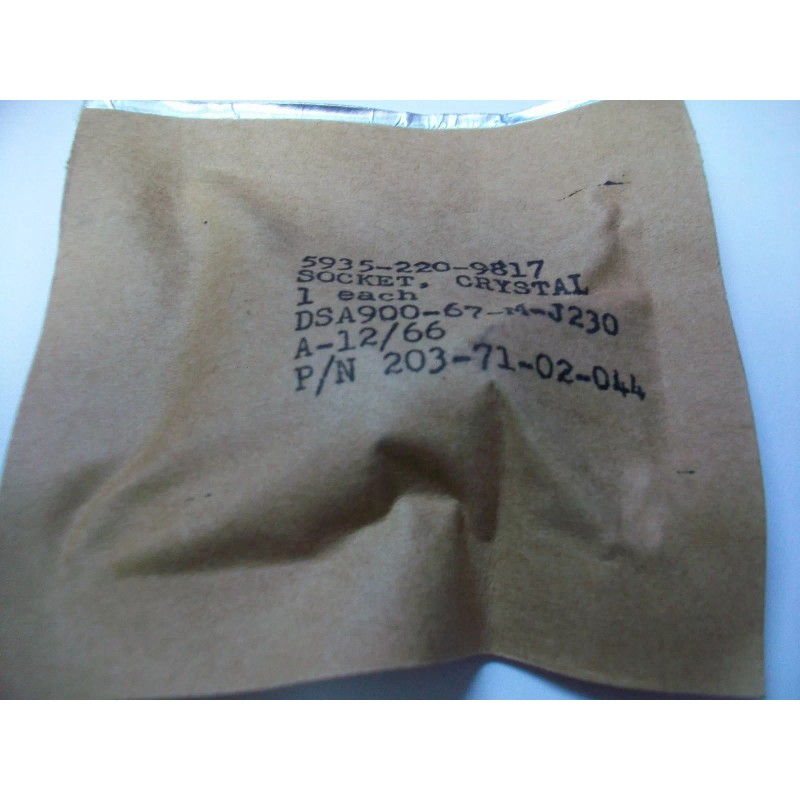 5935-220-9817
SOCKET, CRYSTAL
1 each
DSA900-67-M-J230
A-12/66
P/N 203-71-02-044